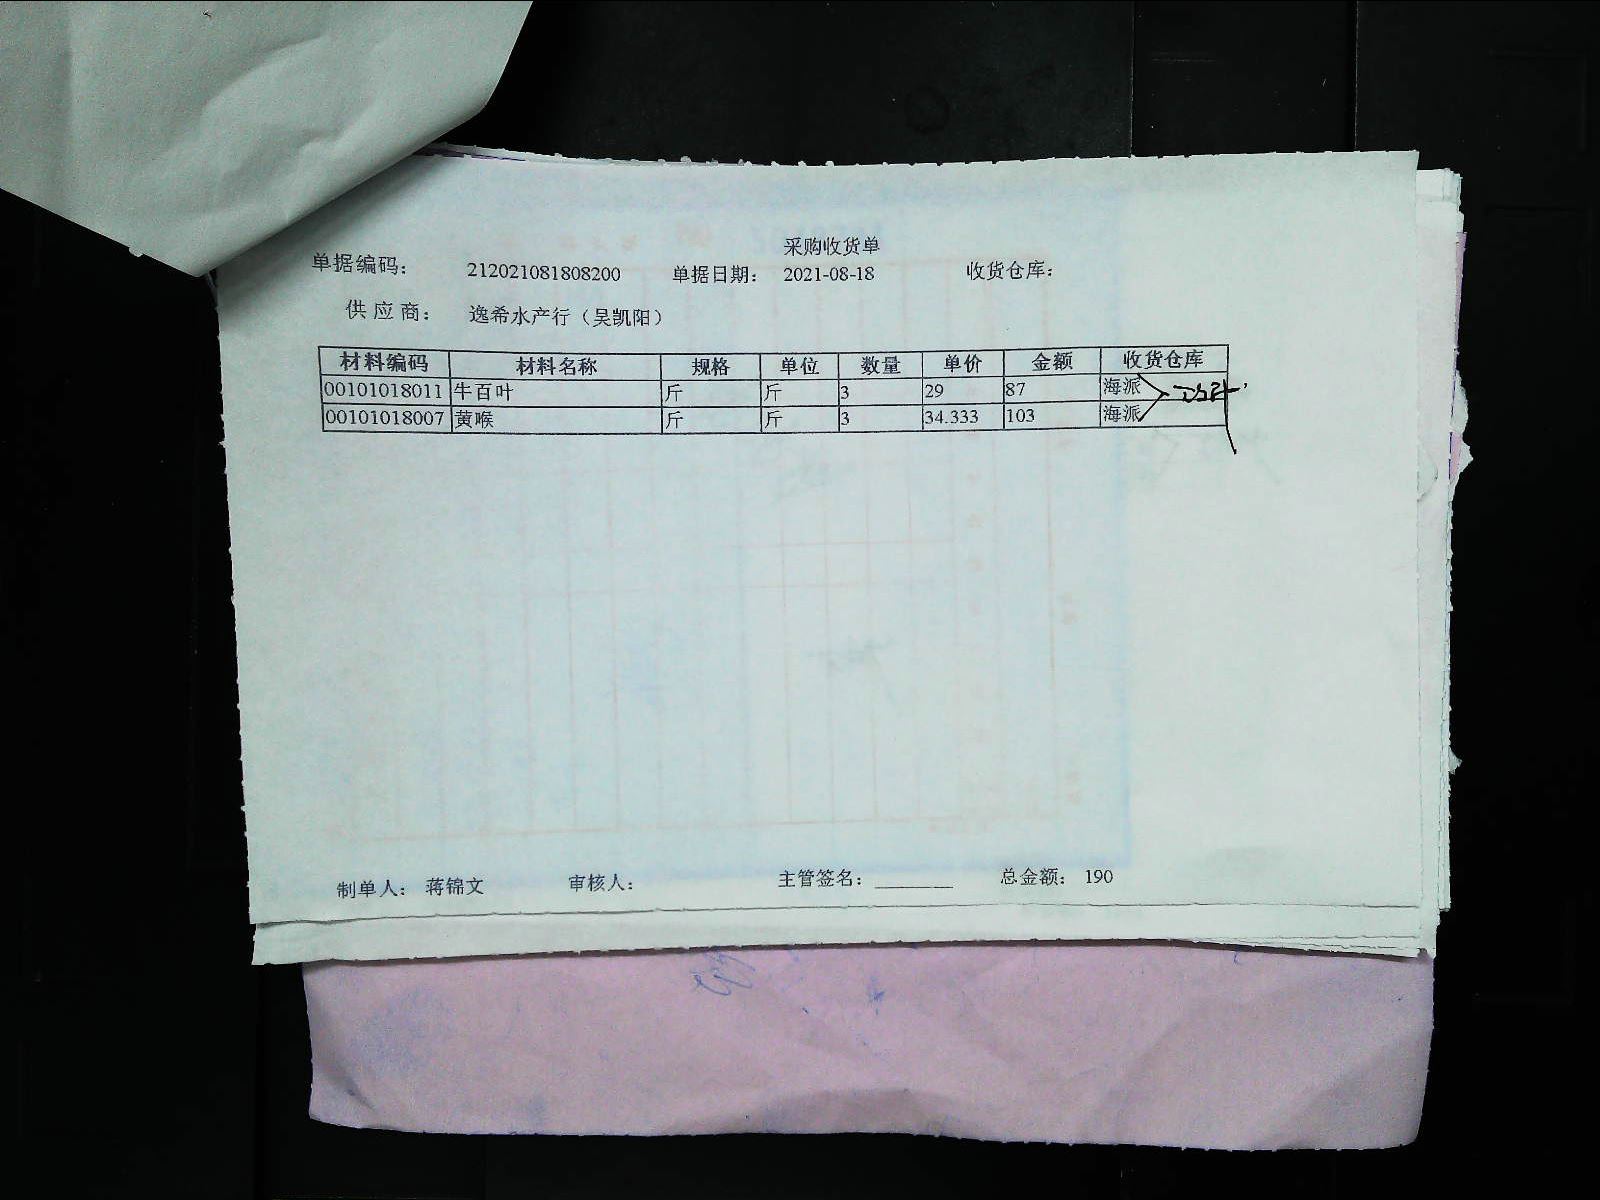 采购收货单
单据编码： 212021081808200 单据日期： 2021-08-18 收货仓库：
供应商： 逸希水产行（吴凯阳）
材料编码 材料名称 规格 单位 数量 单价 金额 收货仓库
00101018011 牛百叶 斤 斤 3 29 87 海派
00101018007 黄喉 斤 斤 3 34.333 103 海派
制单人： 蒋锦文 审核人： 主管签名：________ 总金额： 190